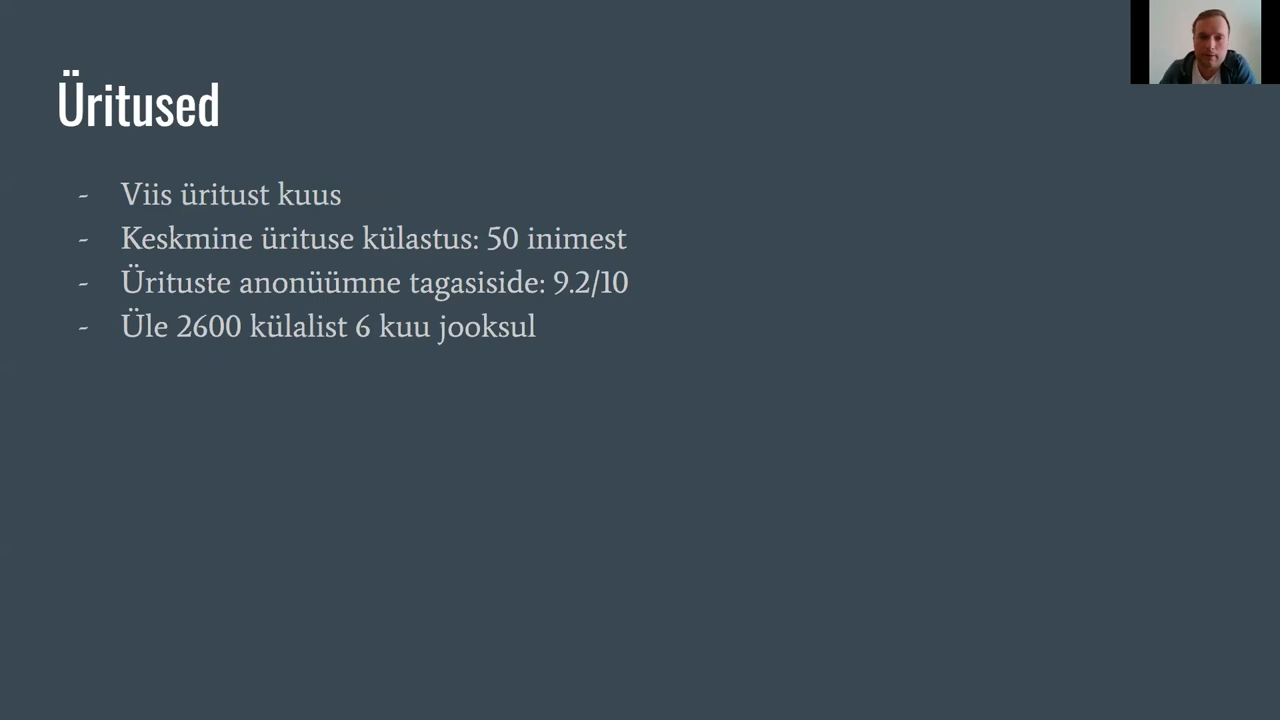 Üritused
- Viis üritust kuus
- Keskmine ürituse külastus: 50 inimest
- Ürituste anonüümne tagasiside: 9.2/10
- Üle 2600 külalist 6 kuu jooksul